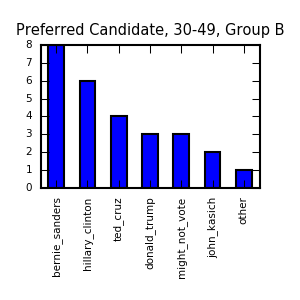 Preferred Candidate, 30-49, Group B
8
7
6
5
4
3
2
1
0
bernie_sanders
hillary_clinton
ted_cruz
donald_trump
might_not_vote
john_kasich
other